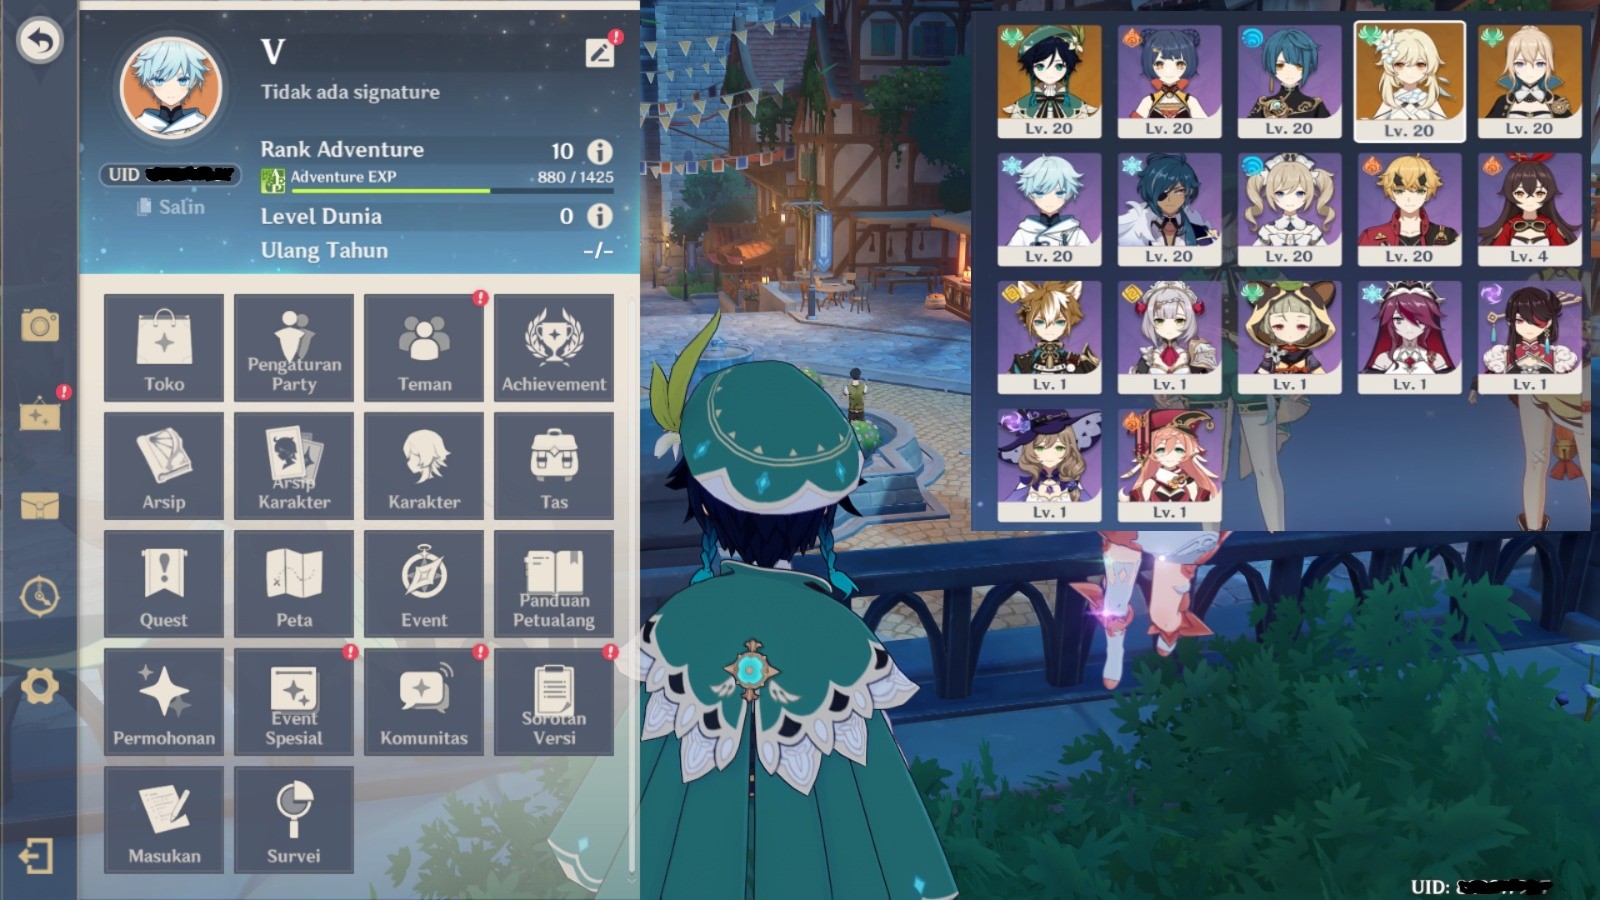 V
Tidak ada signature
Rank Adventure 10
Adventure EXP 880 / 1425
UID
Salin
Level Dunia 0
Ulang Tahun --/--
Toko
Pengaturan Party
Teman
Achievement
Arsip
Arsip Karakter
Karakter
Tas
Quest
Peta
Event
Panduan Petualang
Permohonan
Event Spesial
Komunitas
Sorotan Versi
Masukan
Survei
Lv. 20
Lv. 20
Lv. 20
Lv. 20
Lv. 20
Lv. 20
Lv. 20
Lv. 20
Lv. 20
Lv. 4
Lv. 1
Lv. 1
Lv. 1
Lv. 1
Lv. 1
Lv. 1
Lv. 1
UID: